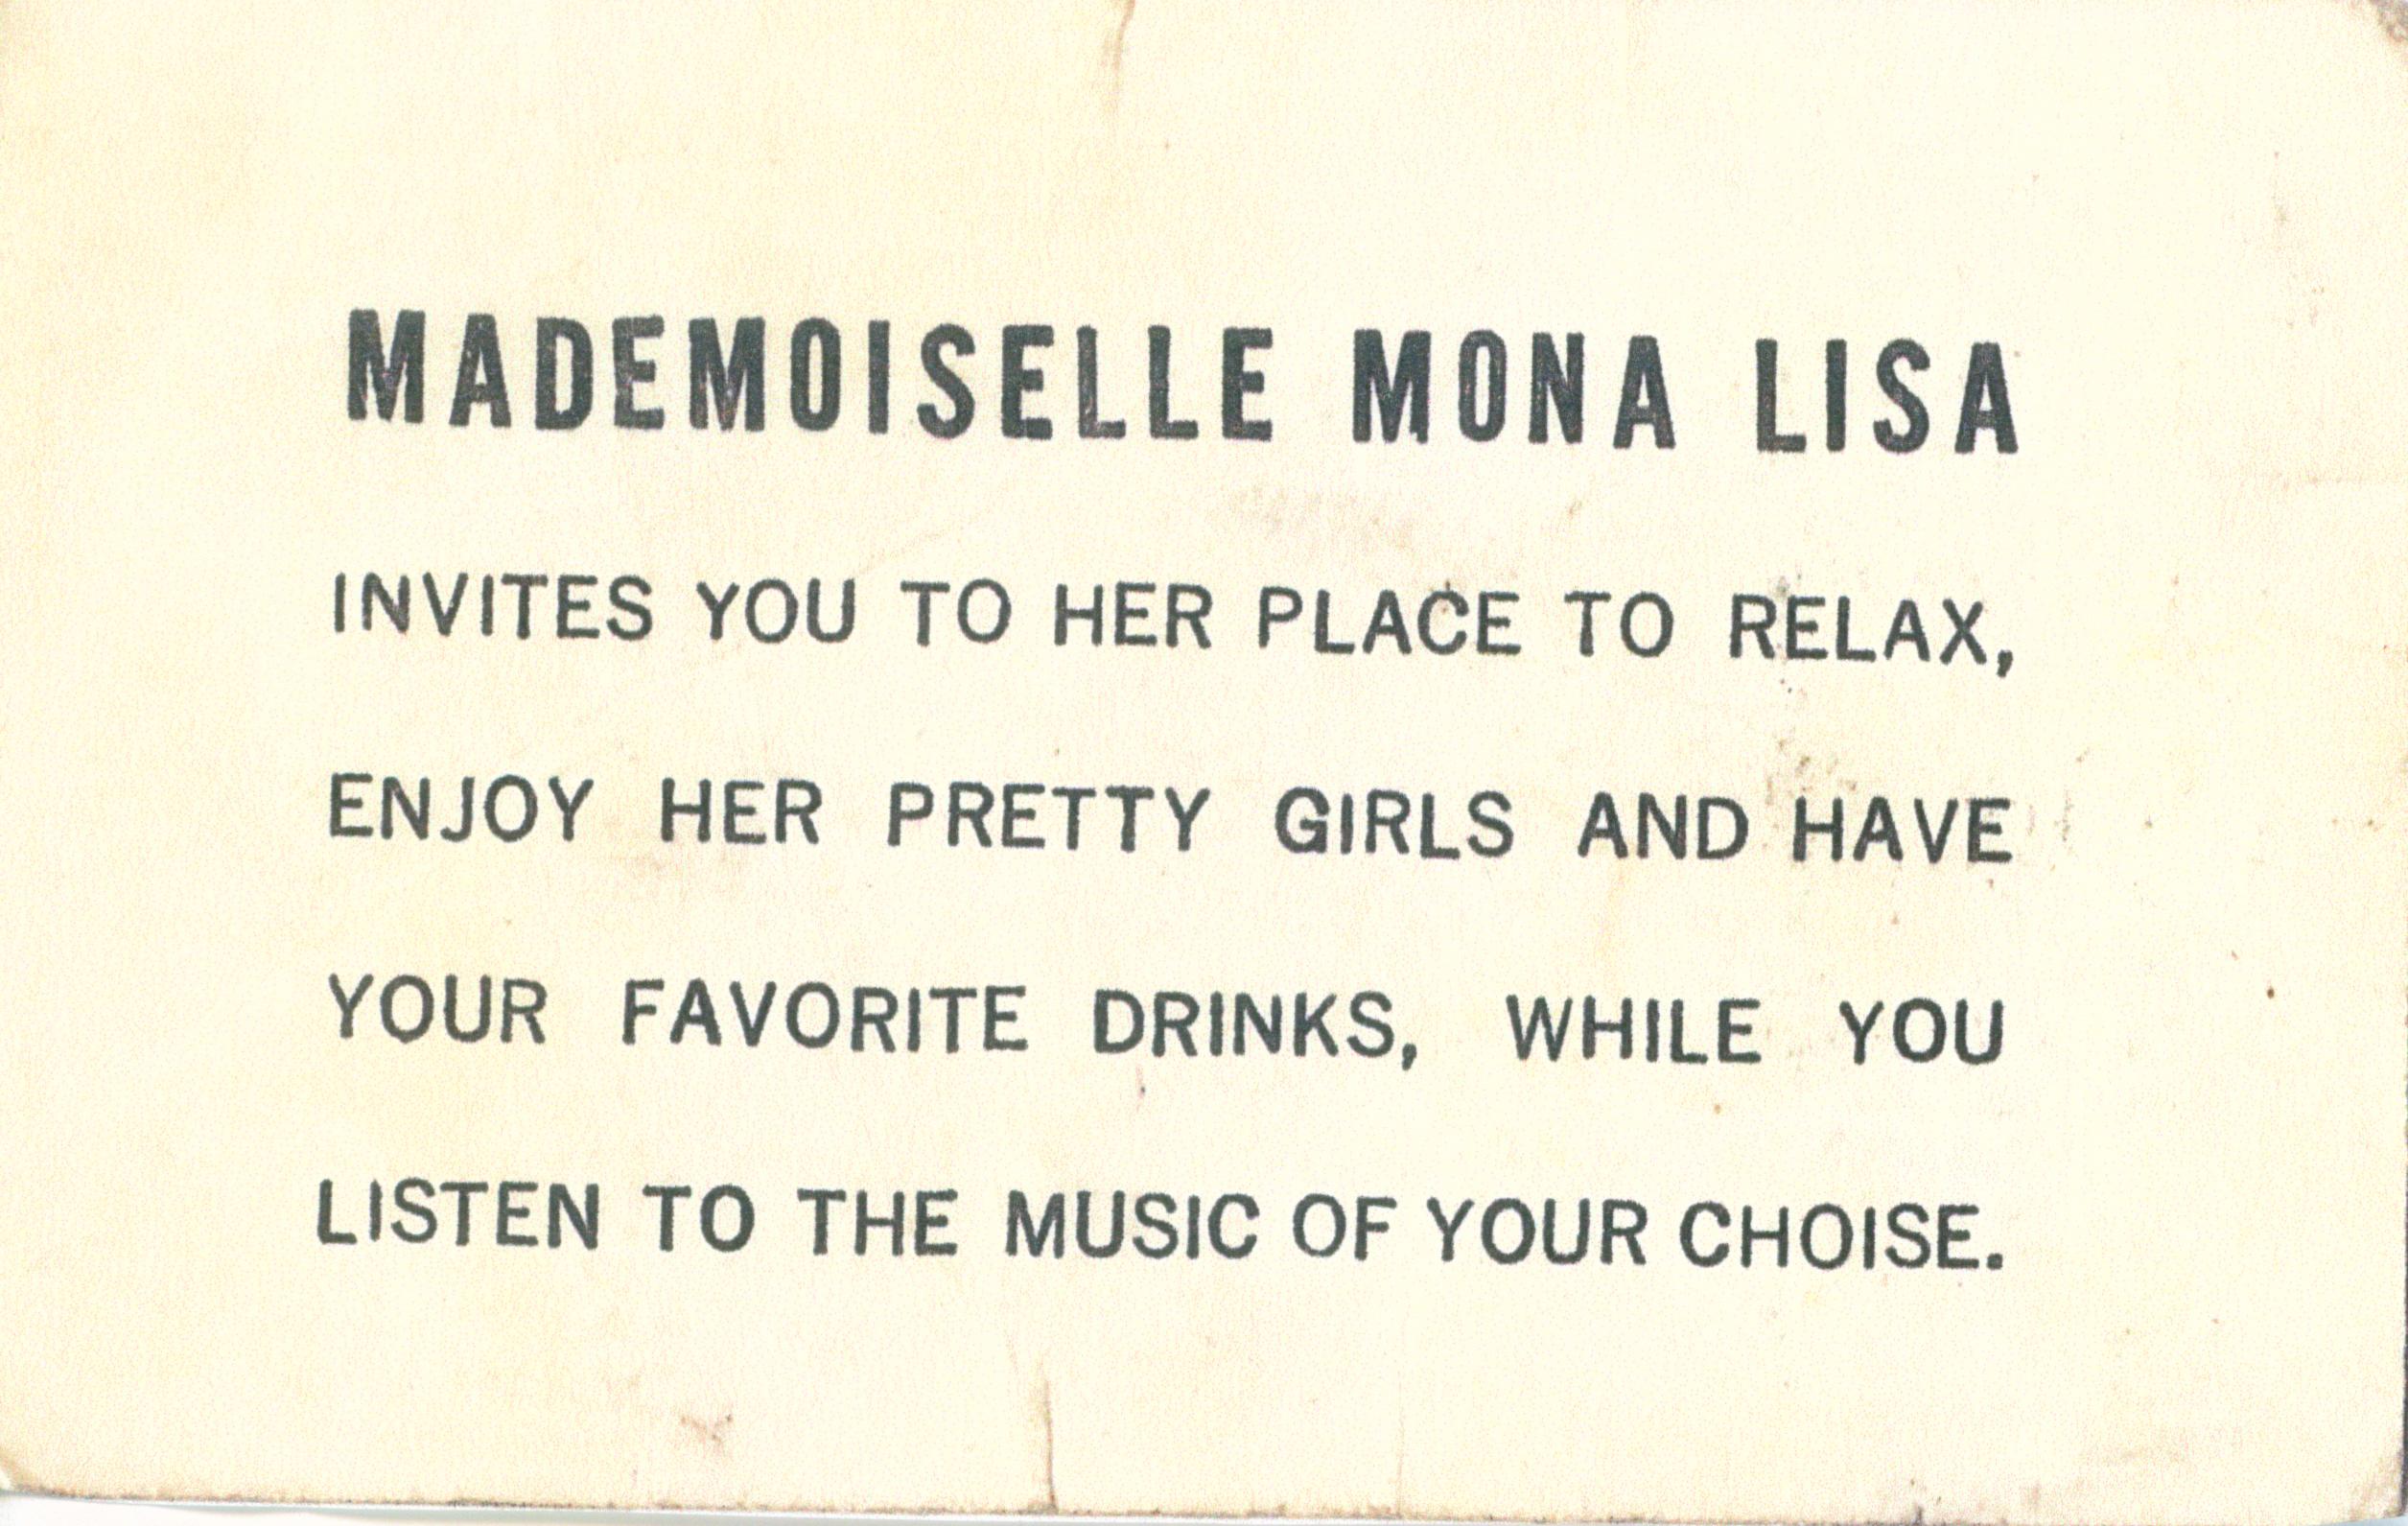 MADEMOISELLE MONA LISA
INVITES YOU TO HER PLACE TO RELAX,
ENJOY HER PRETTY GIRLS AND HAVE
YOUR FAVORITE DRINKS, WHILE YOU
LISTEN TO THE MUSIC OF YOUR CHOISE.